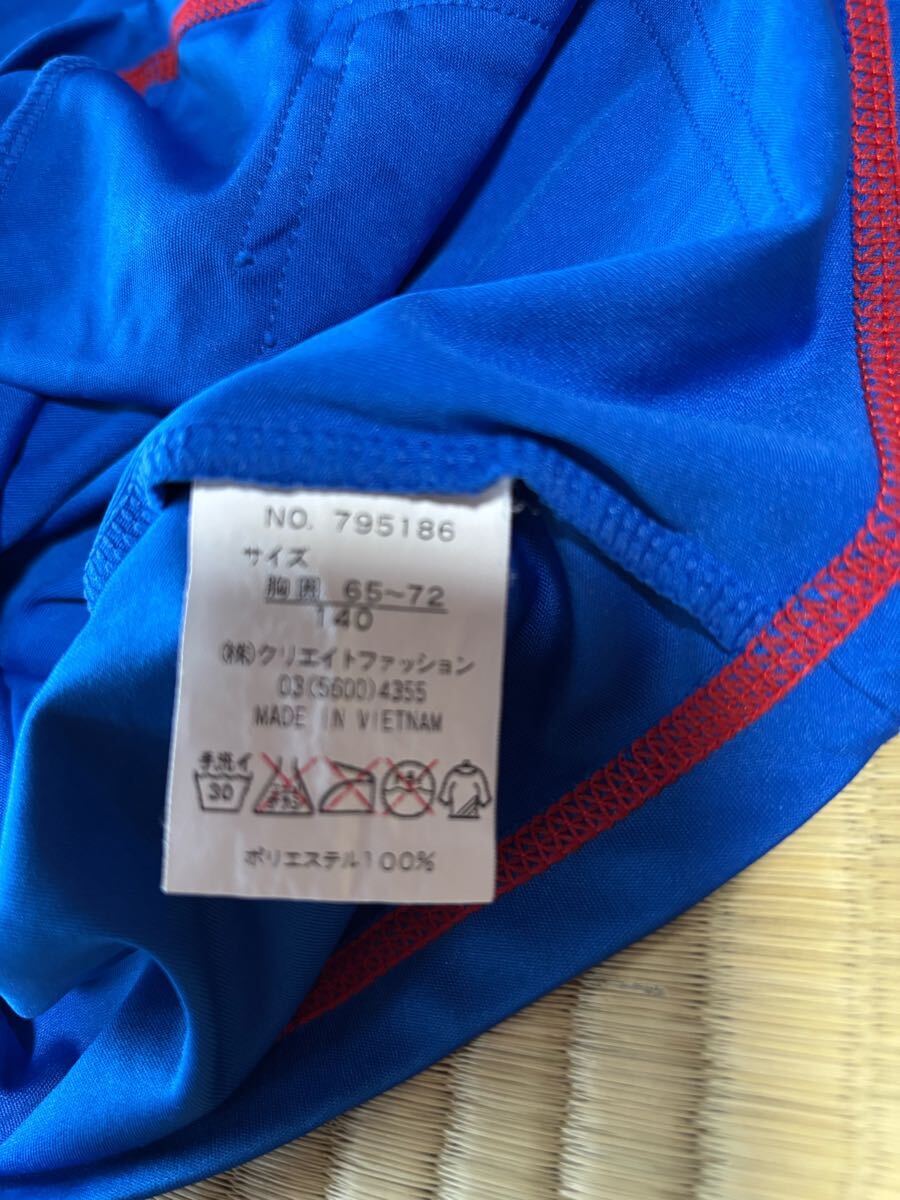 NO. 795186
サイズ
胸囲 65~72
140
(株)クリエイトファッション
03(5600)4355
MADE IN VIETNAM
手洗イ
30
ポリエステル100%